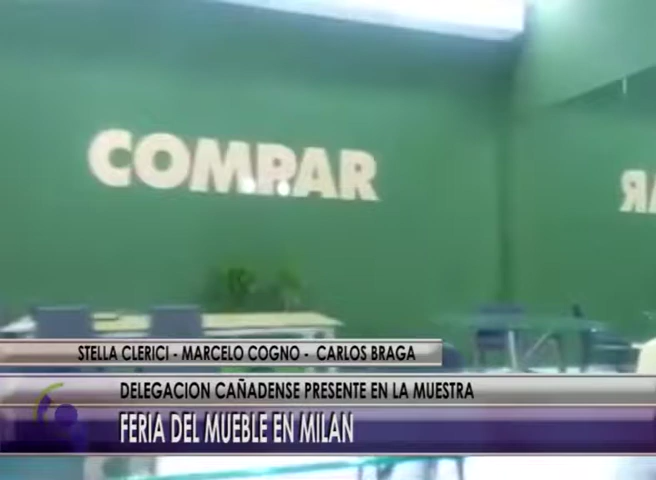 COMPAR
STELLA CLERICI - MARCELO COGNO - CARLOS BRAGA
DELEGACION CAÑADENSE PRESENTE EN LA MUESTRA
FERIA DEL MUEBLE EN MILAN